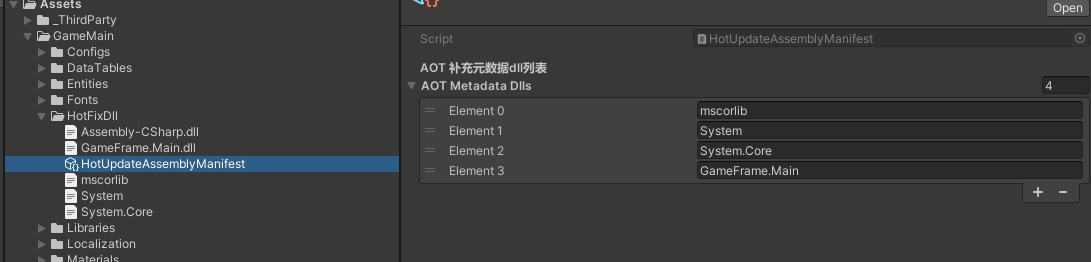 Assets
_ThirdParty
GameMain
Configs
DataTables
Entities
Fonts
HotFixDll
Assembly-CSharp.dll
GameFrame.Main.dll
HotUpdateAssemblyManifest
mscorlib
System
System.Core
Libraries
Localization
Materials
Open
Script HotUpdateAssemblyManifest
AOT 补充元数据dll列表
AOT Metadata Dlls 4
Element 0 mscorlib
Element 1 System
Element 2 System.Core
Element 3 GameFrame.Main